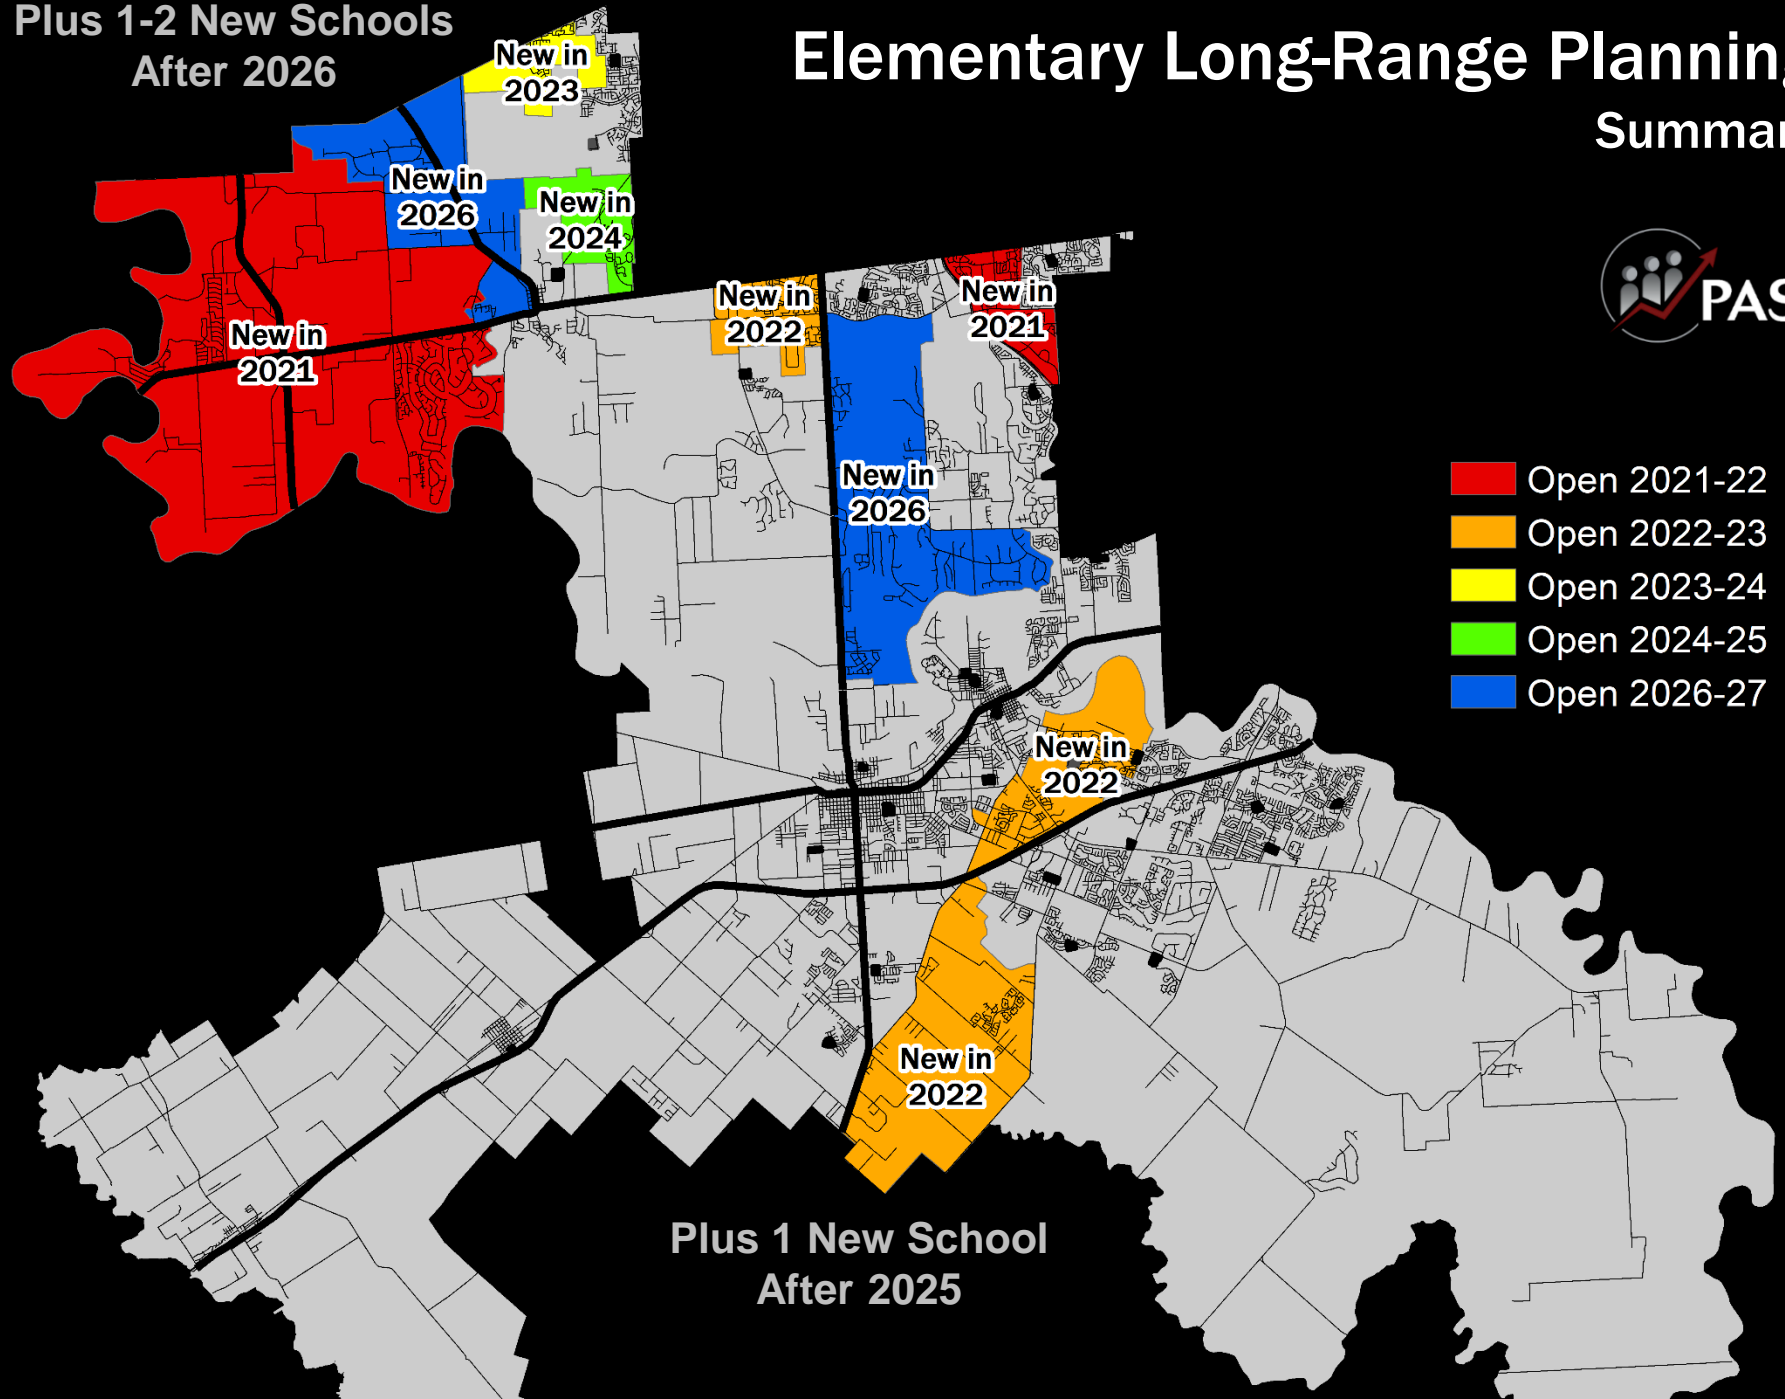 Plus 1-2 New Schools
After 2026
Elementary Long-Range Planning
Summar
New in
2023
New in
2026
New in
2024
New in
2021
New in
2022
New in
2021
New in
2026
PAS
Open 2021-22
Open 2022-23
Open 2023-24
Open 2024-25
Open 2026-27
New in
2022
New in
2022
Plus 1 New School
After 2025